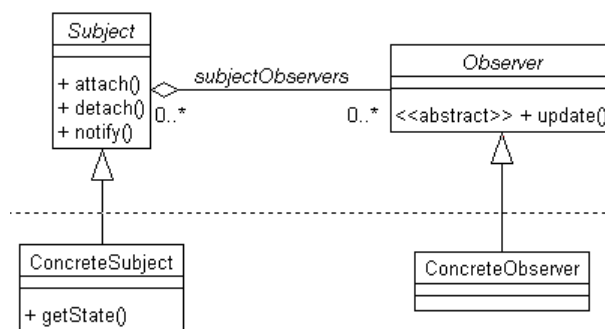 Subject
+ attach()
+ detach()
+ notify()
subjectObservers
0..*
0..*
Observer
<<abstract>> + update()
ConcreteSubject
+ getState()
ConcreteObserver